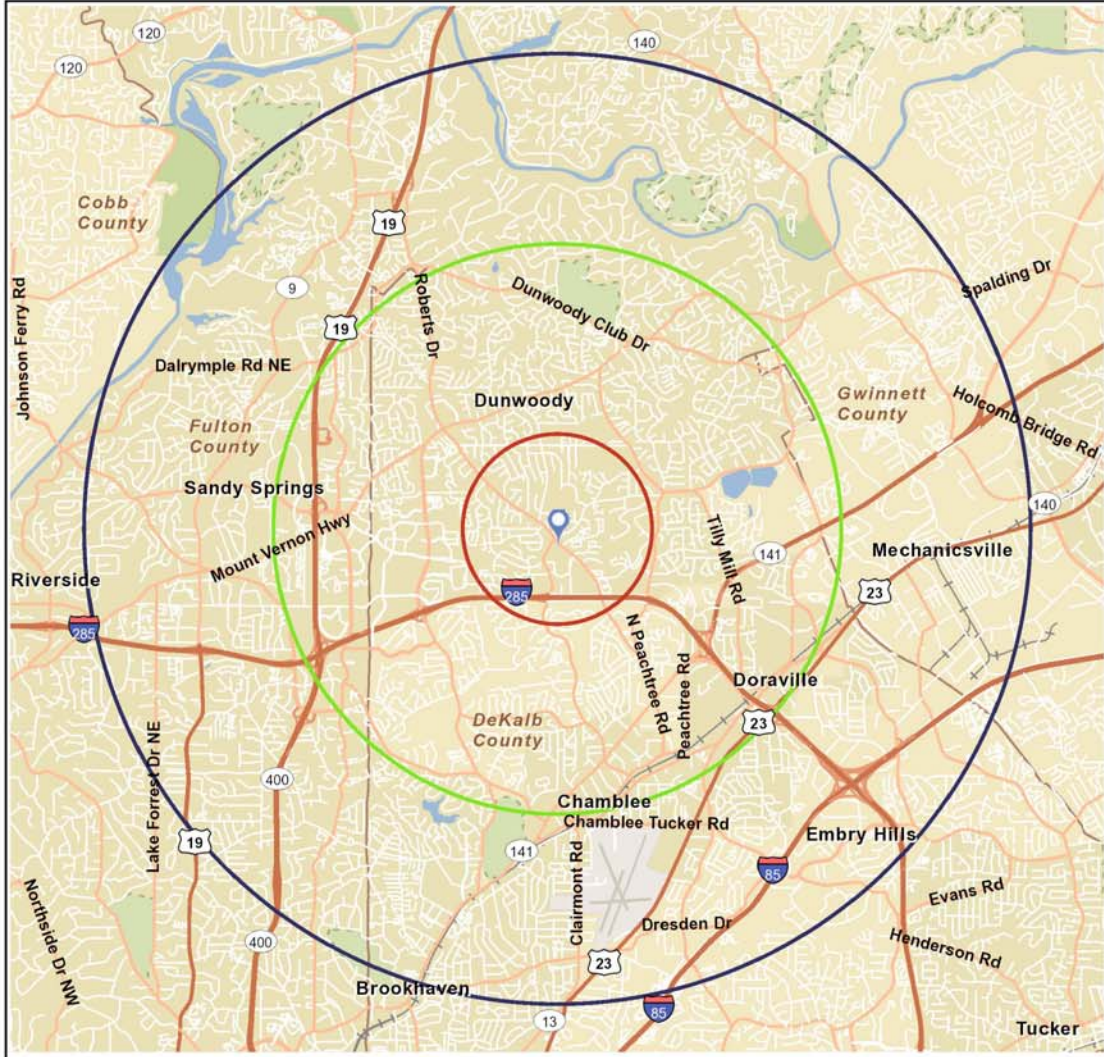 120
120
140
Cobb
County
19
9
Roberts Dr
Dunwoody Club Dr
Spalding Dr
Johnson Ferry Rd
19
Dalrymple Rd NE
Dunwoody
Gwinnett
County
Holcomb Bridge Rd
Fulton
County
Sandy Springs
140
Mount Vernon Hwy
Tilly Mill Rd
141
Mechanicsville
Riverside
285
23
285
N Peachtree Rd
Peachtree Rd
Doraville
DeKalb
County
23
Lake Forrest Dr NE
400
Chamblee
Chamblee Tucker Rd
19
141
Embry Hills
85
Clairmont Rd
Evans Rd
Northside Dr NW
400
Dresden Dr
Henderson Rd
23
Brookhaven
85
13
Tucker